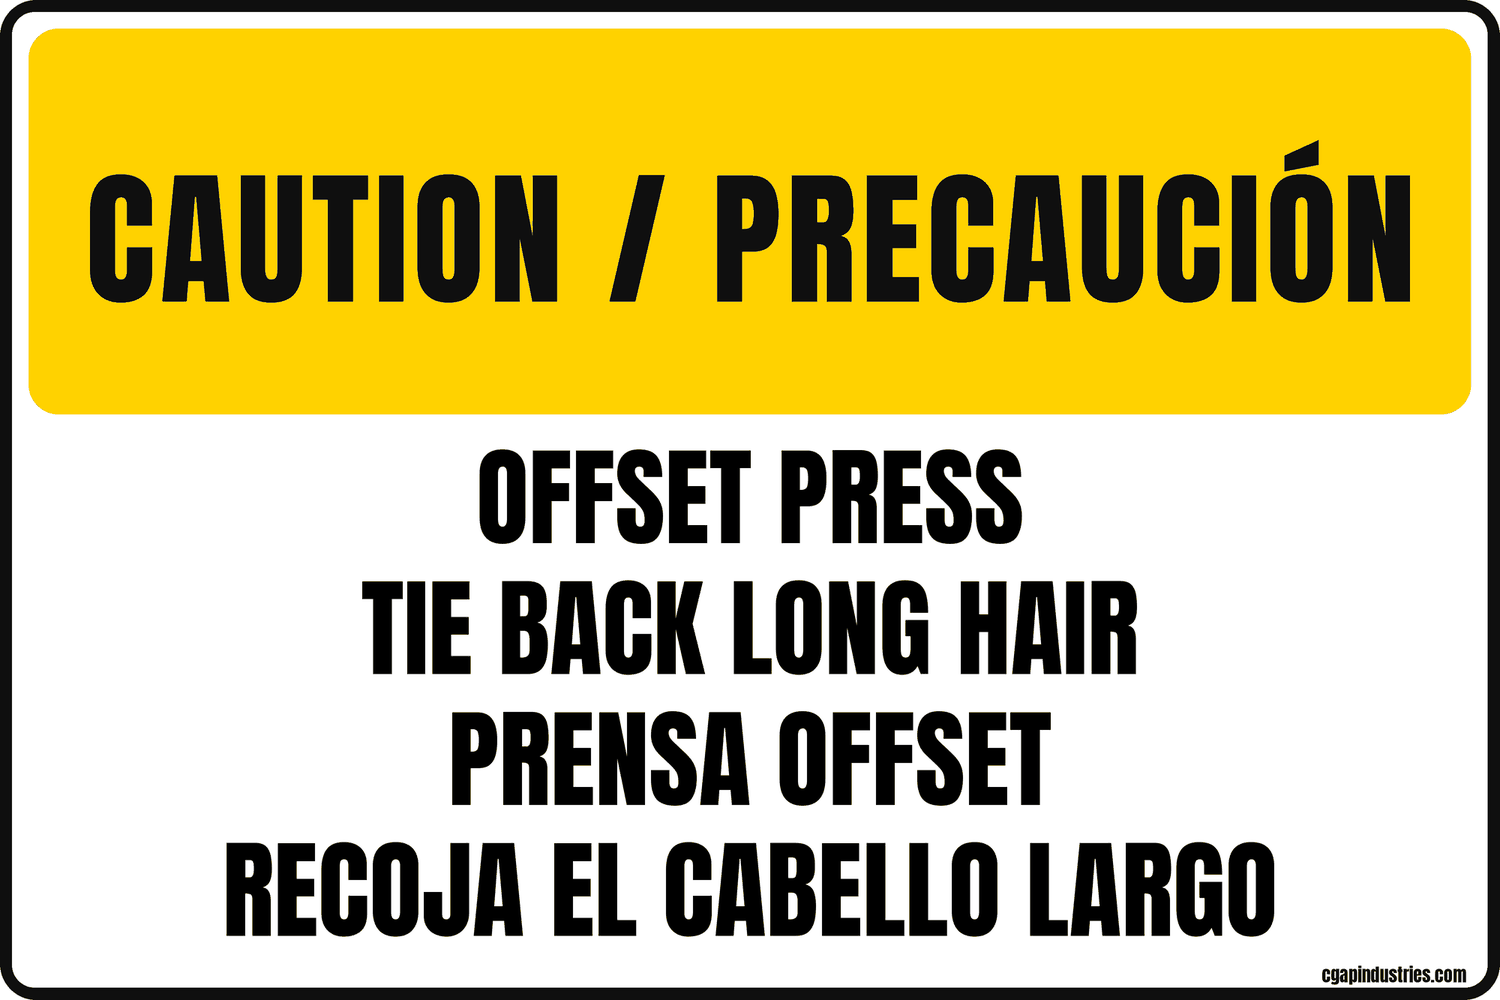 CAUTION / PRECAUCIÓN
OFFSET PRESS
TIE BACK LONG HAIR
PRENSA OFFSET
RECOJA EL CABELLO LARGO
cgapindustries.com